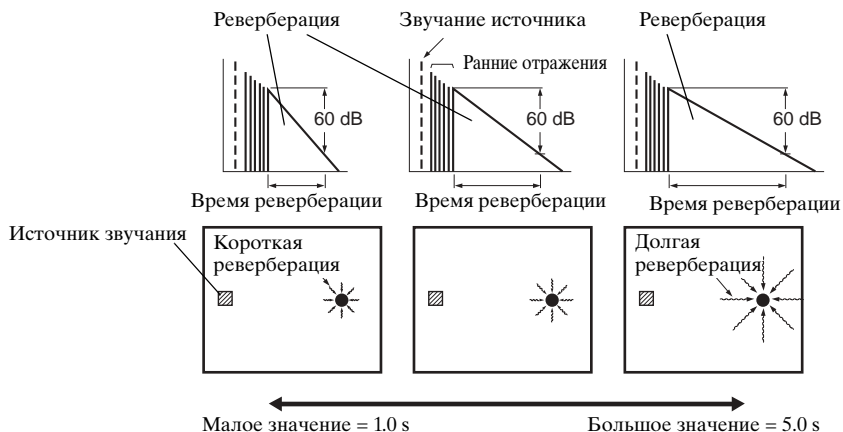 Реверберация
Звучание источника
Реверберация
Ранние отражения
60 dB
60 dB
60 dB
Время реверберации
Время реверберации
Время реверберации
Источник звучания
Короткая
реверберация
Долгая
реверберация
Малое значение = 1.0 s
Большое значение = 5.0 s